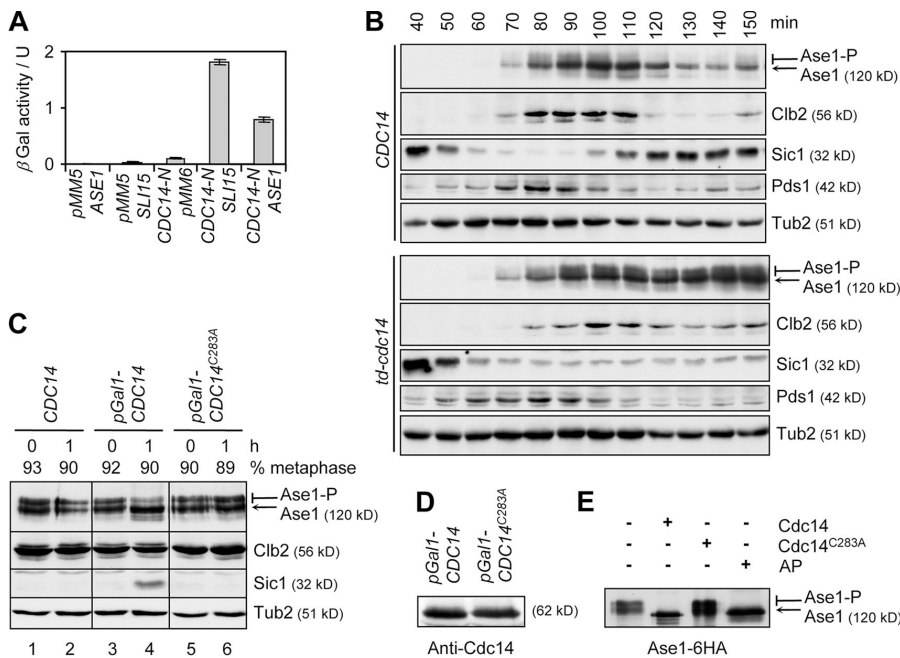 A
β Gal activity / U
2
1
0
pMM5 ASE1
pMM5 SLI15
CDC14-N pMM6
CDC14-N SLI15
CDC14-N ASE1
B
40 50 60 70 80 90 100 110 120 130 140 150 min
CDC14
Ase1-P
Ase1 (120 kD)
Clb2 (56 kD)
Sic1 (32 kD)
Pds1 (42 kD)
Tub2 (51 kD)
td-cdc14
Ase1-P
Ase1 (120 kD)
Clb2 (56 kD)
Sic1 (32 kD)
Pds1 (42 kD)
Tub2 (51 kD)
C
CDC14
pGal1-CDC14
pGal1-CDC14C283A
0 1 0 1 0 1 h
93 90 92 90 90 89 % metaphase
Ase1-P
Ase1 (120 kD)
Clb2 (56 kD)
Sic1 (32 kD)
Tub2 (51 kD)
1 2 3 4 5 6
D
pGal1-CDC14
pGal1-CDC14C283A
(62 kD)
Anti-Cdc14
E
- + Cdc14
- + Cdc14C283A
- + AP
Ase1-P
Ase1 (120 kD)
Ase1-6HA